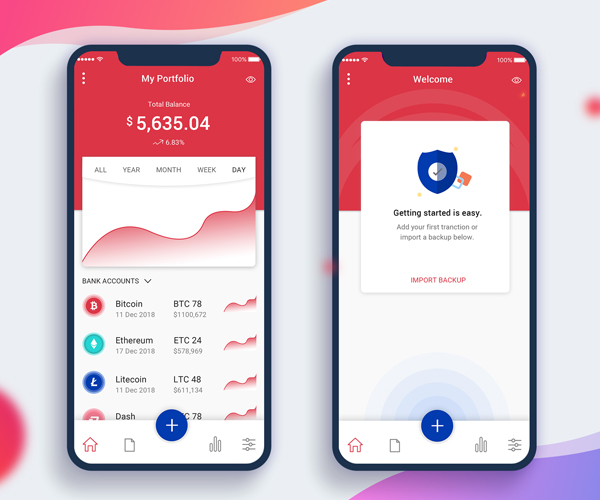 100%
My Portfolio
Total Balance
$ 5,635.04
6.83%
ALL YEAR MONTH WEEK DAY
BANK ACCOUNTS
Bitcoin BTC 78
11 Dec 2018 $1100,672
Ethereum ETC 24
17 Dec 2018 $578,969
Litecoin LTC 48
11 Dec 2018 $611,134
Dash TC 78
100%
Welcome
Getting started is easy.
Add your first tranction or
import a backup below.
IMPORT BACKUP